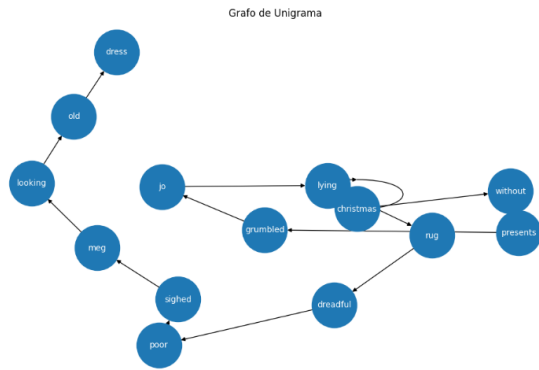 Grafo de Unigrama
dress
old
looking
jo
lying
without
christmas
grumbled
rug
presents
meg
sighed
dreadful
poor